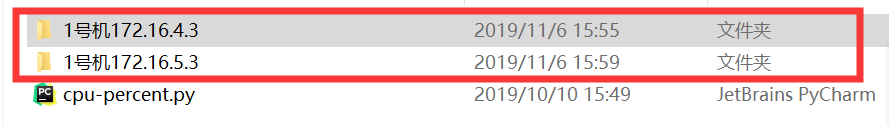 1号机172.16.4.3 2019/11/6 15:55 文件夹
1号机172.16.5.3 2019/11/6 15:59 文件夹
PC cpu-percent.py 2019/10/10 15:49 JetBrains PyCharm